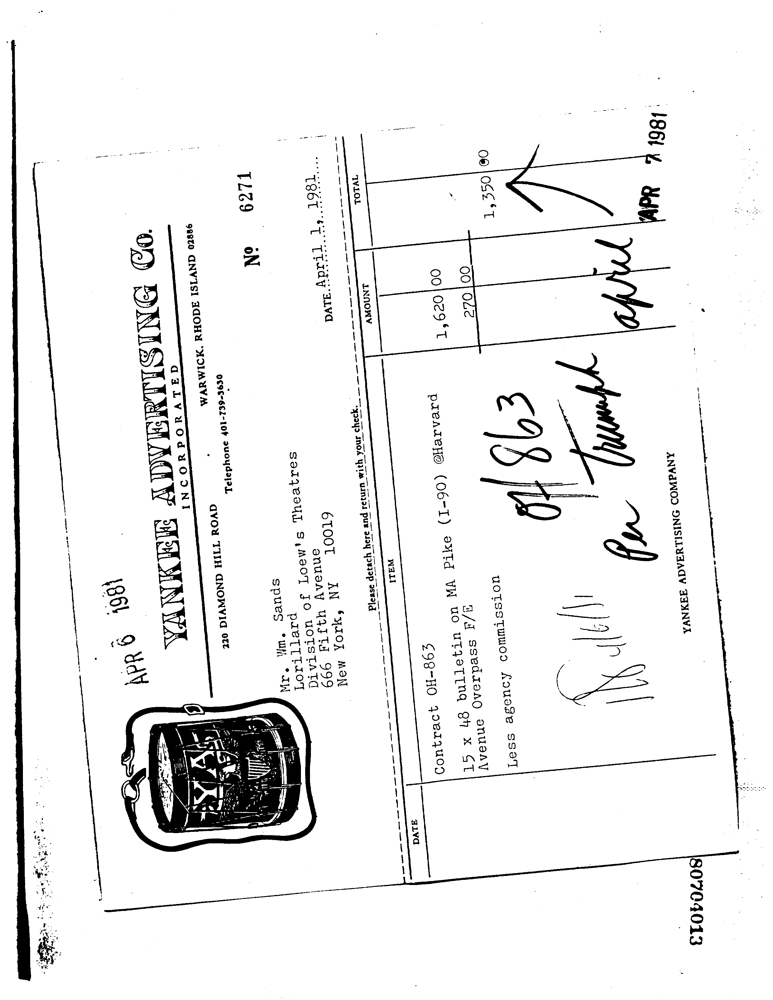 APR 6 1981
YANKEE ADVERTISING CO.
INCORPORATED
220 DIAMOND HILL ROAD WARWICK, RHODE ISLAND 02886
Telephone 401-739-3630
Nº 6271
YAC
Mr. Wm. Sands
Lorillard
Division of Loew's Theatres
666 Fifth Avenue
New York, NY 10019
DATE April 1, 1981
Please detach here and return with your check.
DATE ITEM AMOUNT TOTAL
Contract OH-863 1,620 00
15 x 48 bulletin on MA Pike (I-90) @Harvard
Avenue Overpass F/E 270 00
Less agency commission 1,350 00
OH 863
Per Triumph april
APR 7 1981
YANKEE ADVERTISING COMPANY
80704013